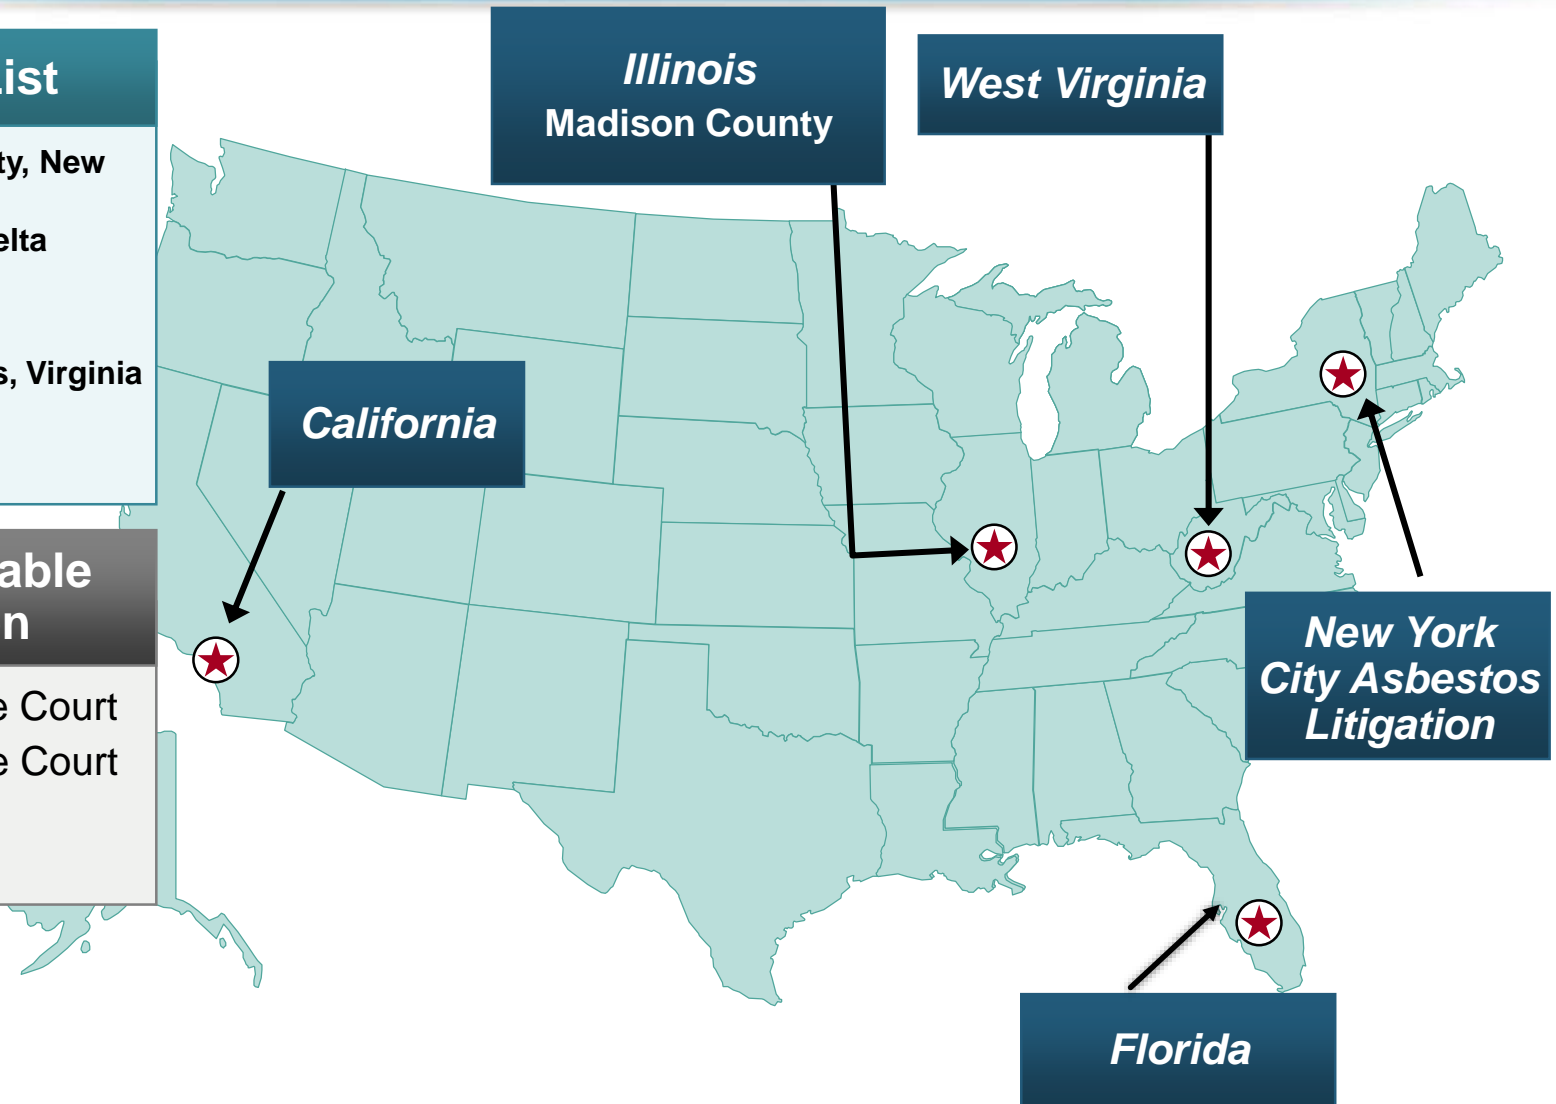 List
ty, New
elta
s, Virginia
able
n
e Court
e Court
Illinois
Madison County
West Virginia
California
New York
City Asbestos
Litigation
Florida